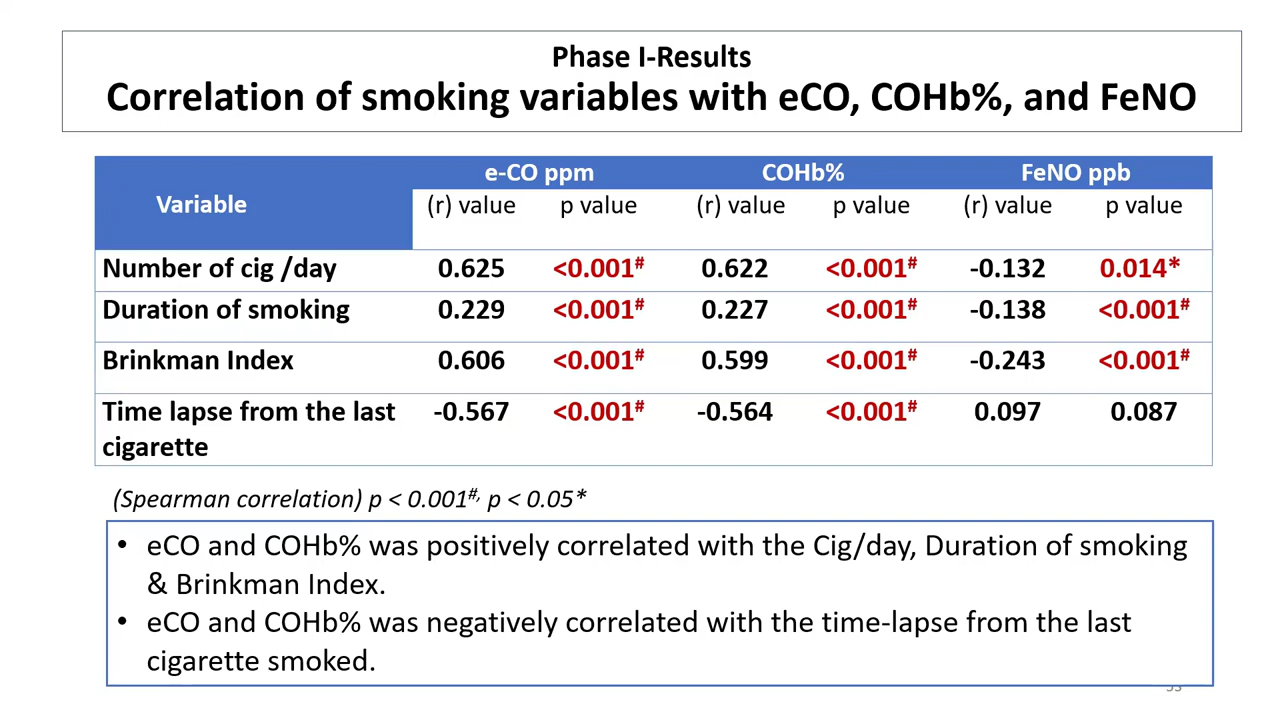 Phase I-Results
Correlation of smoking variables with eCO, COHb%, and FeNO
Variable e-CO ppm COHb% FeNO ppb
(r) value p value (r) value p value (r) value p value
Number of cig /day 0.625 <0.001# 0.622 <0.001# -0.132 0.014*
Duration of smoking 0.229 <0.001# 0.227 <0.001# -0.138 <0.001#
Brinkman Index 0.606 <0.001# 0.599 <0.001# -0.243 <0.001#
Time lapse from the last -0.567 <0.001# -0.564 <0.001# 0.097 0.087
cigarette
(Spearman correlation) p < 0.001#, p < 0.05*
• eCO and COHb% was positively correlated with the Cig/day, Duration of smoking
& Brinkman Index.
• eCO and COHb% was negatively correlated with the time-lapse from the last
cigarette smoked.